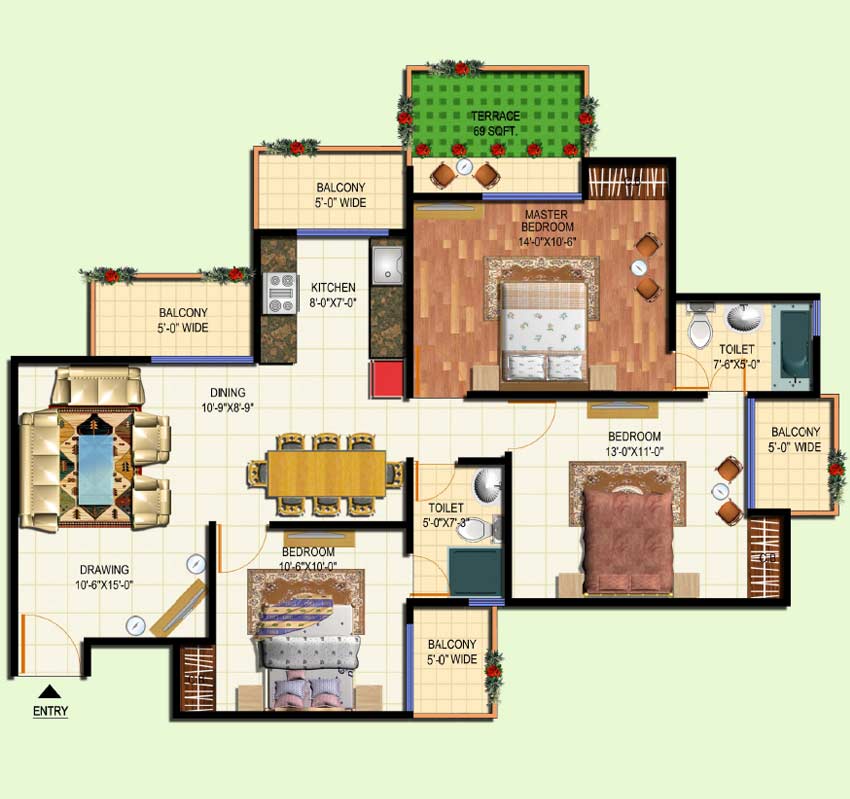 TERRACE
69 SQFT.
BALCONY
5'-0" WIDE
MASTER
BEDROOM
14'-0"X10'-6"
C.B
KITCHEN
8'-0"X7'-0"
BALCONY
5'-0" WIDE
TOILET
7'-6"X5'-0"
DINING
10'-9"X8'-9"
BEDROOM
13'-0"X11'-0"
BALCONY
5'-0" WIDE
TOILET
5'-0"X7'-3"
BEDROOM
10'-6"X10'-0"
C.B
DRAWING
10'-6"X15'-0"
BALCONY
5'-0" WIDE
C.B
ENTRY